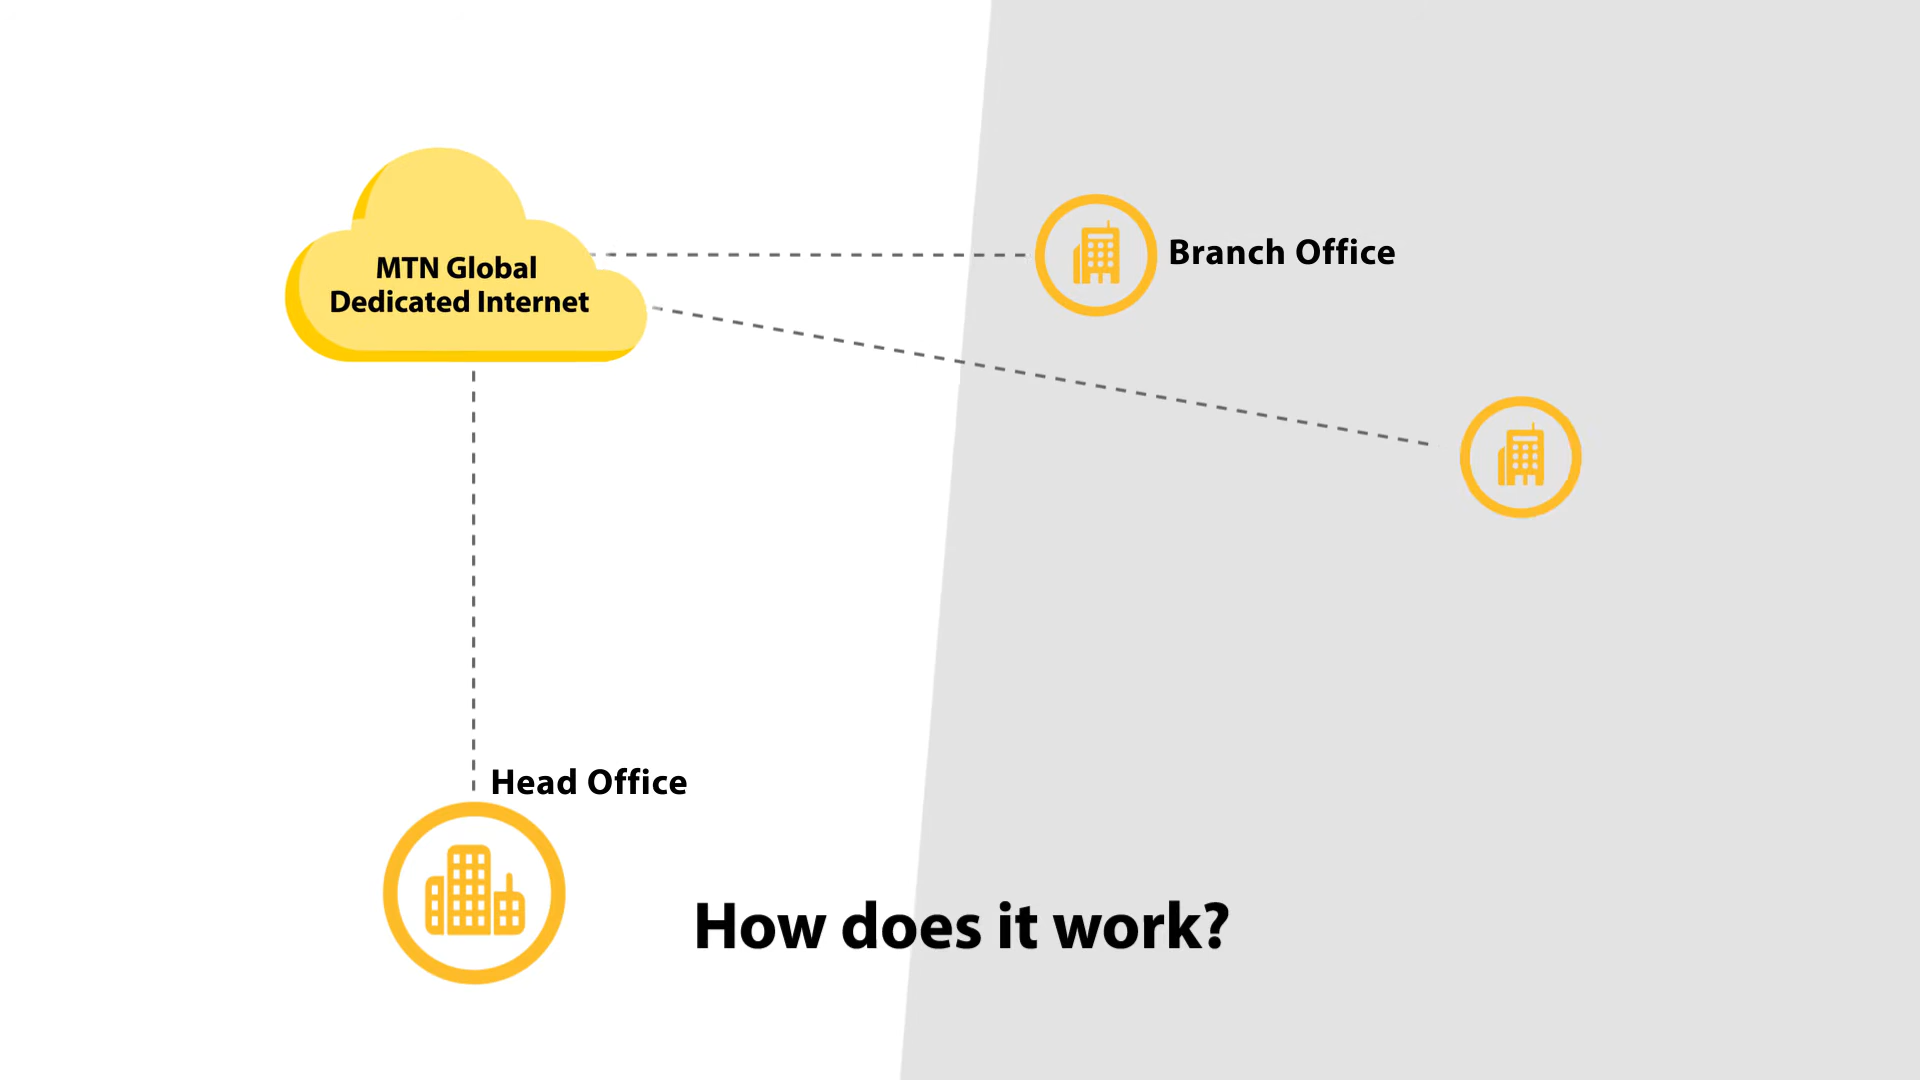 MTN Global
Dedicated Internet
Branch Office
Head Office
How does it work?